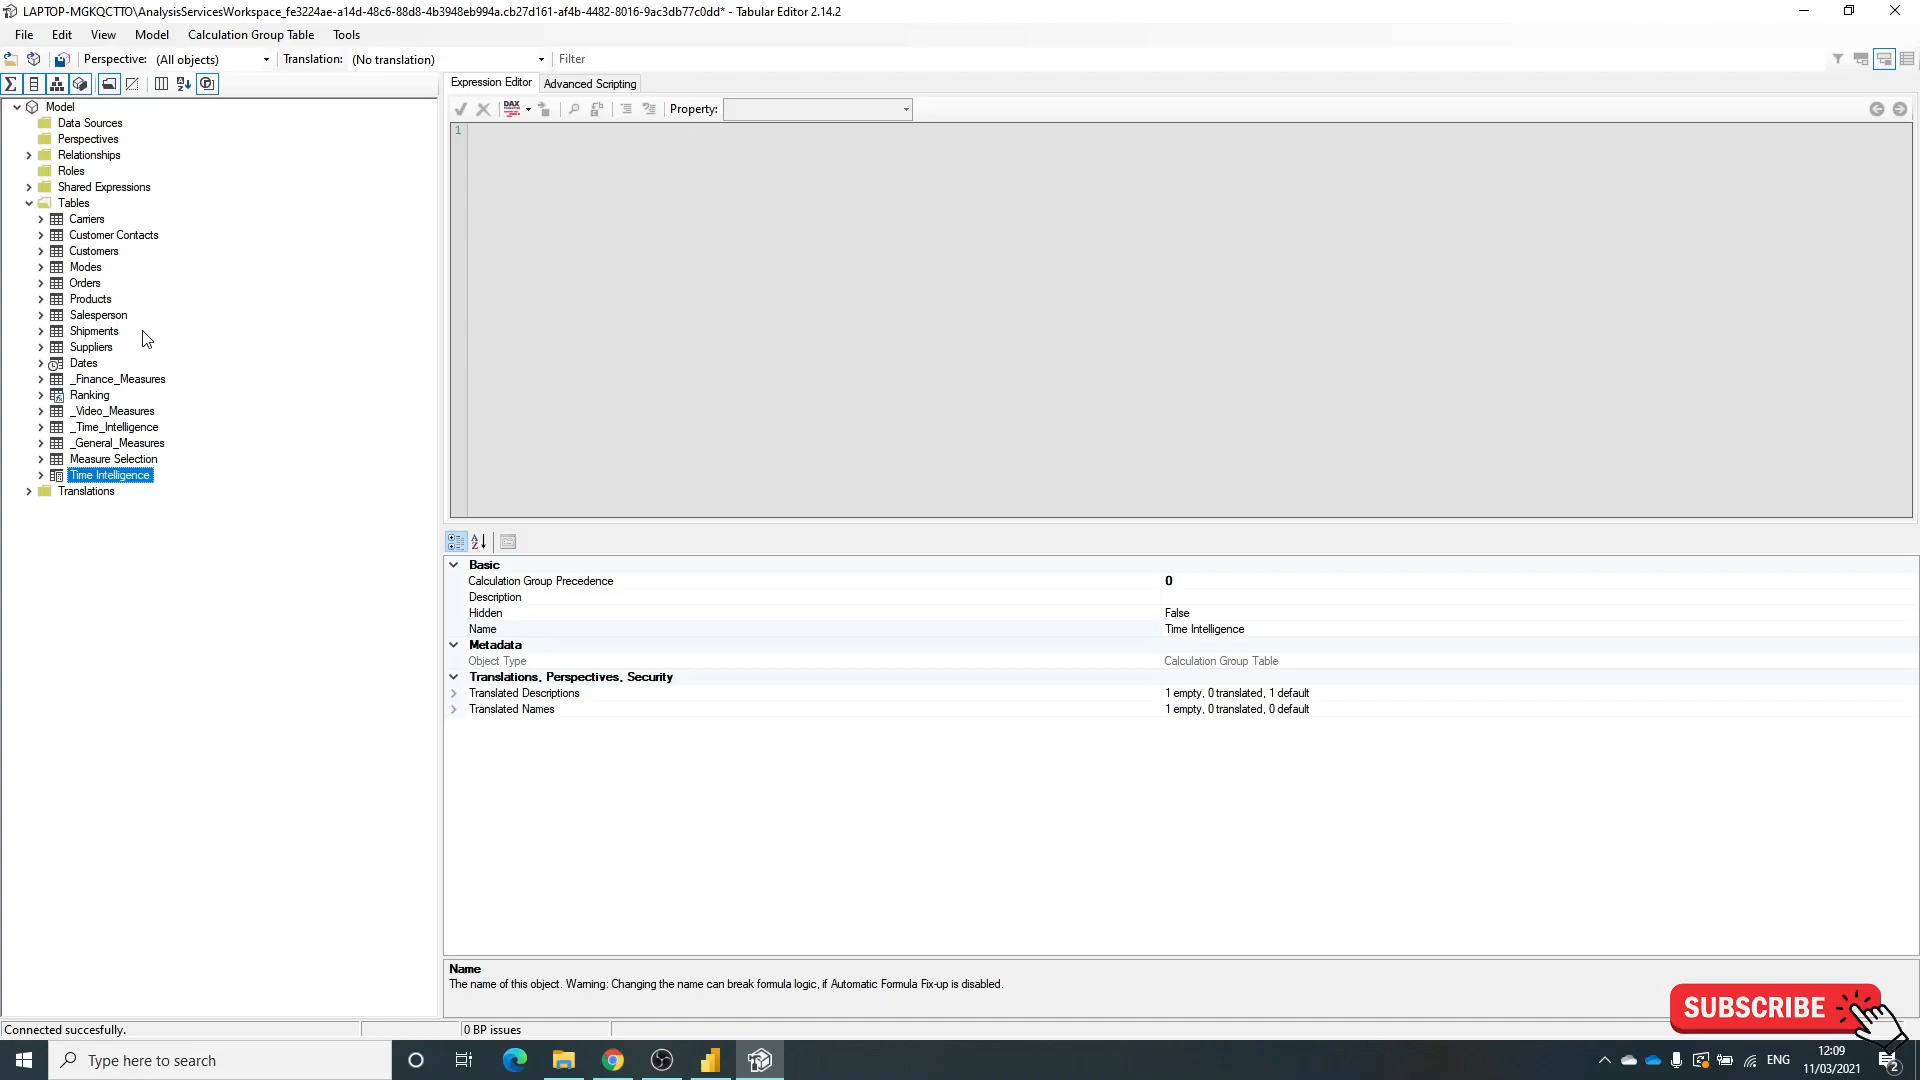 LAPTOP-MGKQCTTO\AnalysisServicesWorkspace_fe3224ae-a14d-48c6-88d8-4b3948eb994a.cb27d161-af4b-4482-8016-9ac3db77c0dd* - Tabular Editor 2.14.2
File Edit View Model Calculation Group Table Tools
Perspective: (All objects) Translation: (No translation) Filter
Expression Editor Advanced Scripting
DAX Property:
1
Model
Data Sources
Perspectives
Relationships
Roles
Shared Expressions
Tables
Carriers
Customer Contacts
Customers
Modes
Orders
Products
Salesperson
Shipments
Suppliers
Dates
_Finance_Measures
Ranking
_Video_Measures
_Time_Intelligence
_General_Measures
Measure Selection
Time Intelligence
Translations
Basic
Calculation Group Precedence 0
Description
Hidden False
Name Time Intelligence
Metadata
Object Type Calculation Group Table
Translations, Perspectives, Security
Translated Descriptions 1 empty, 0 translated, 1 default
Translated Names 1 empty, 0 translated, 0 default
Name
The name of this object. Warning: Changing the name can break formula logic, if Automatic Formula Fix-up is disabled.
SUBSCRIBE
Connected succesfully. 0 BP issues
Type here to search
ENG
12:09
11/03/2021
2